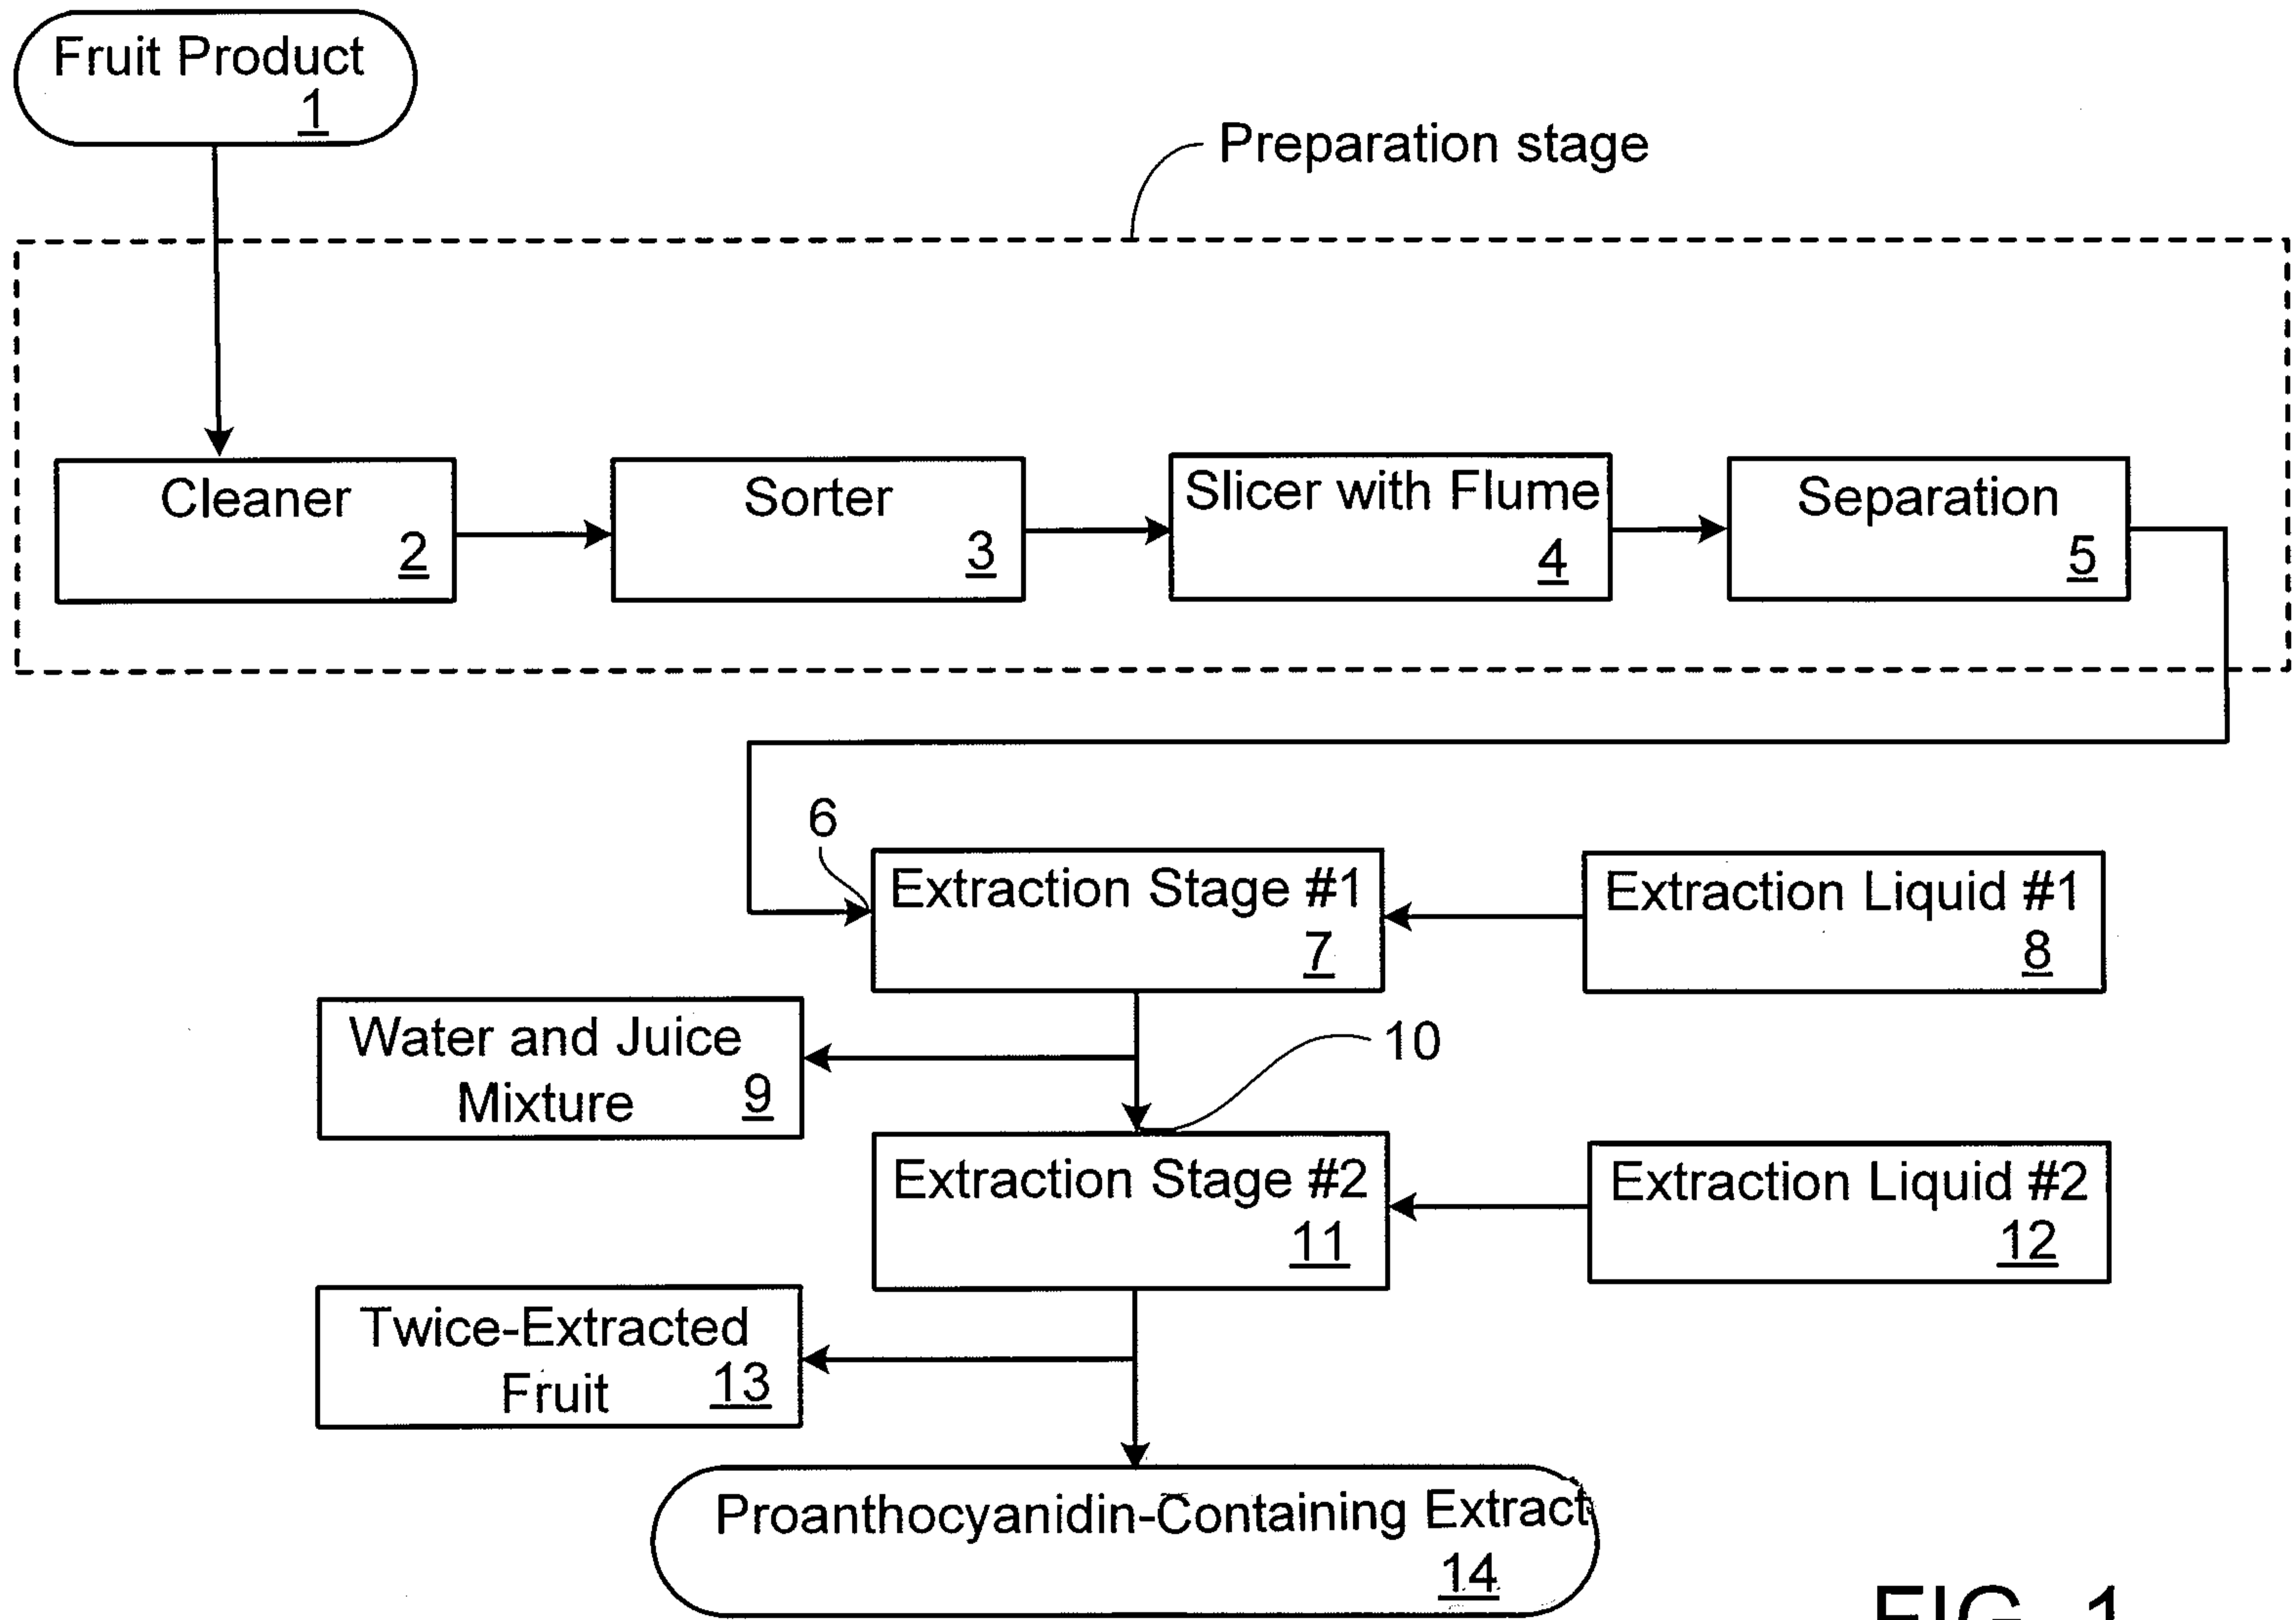 Fruit Product
1
Preparation stage
Cleaner
2
Sorter
3
Slicer with Flume
4
Separation
5
6
Extraction Stage #1
7
Extraction Liquid #1
8
Water and Juice
Mixture 9
10
Extraction Stage #2
11
Extraction Liquid #2
12
Twice-Extracted
Fruit 13
Proanthocyanidin-Containing Extract
14
FIG. 1